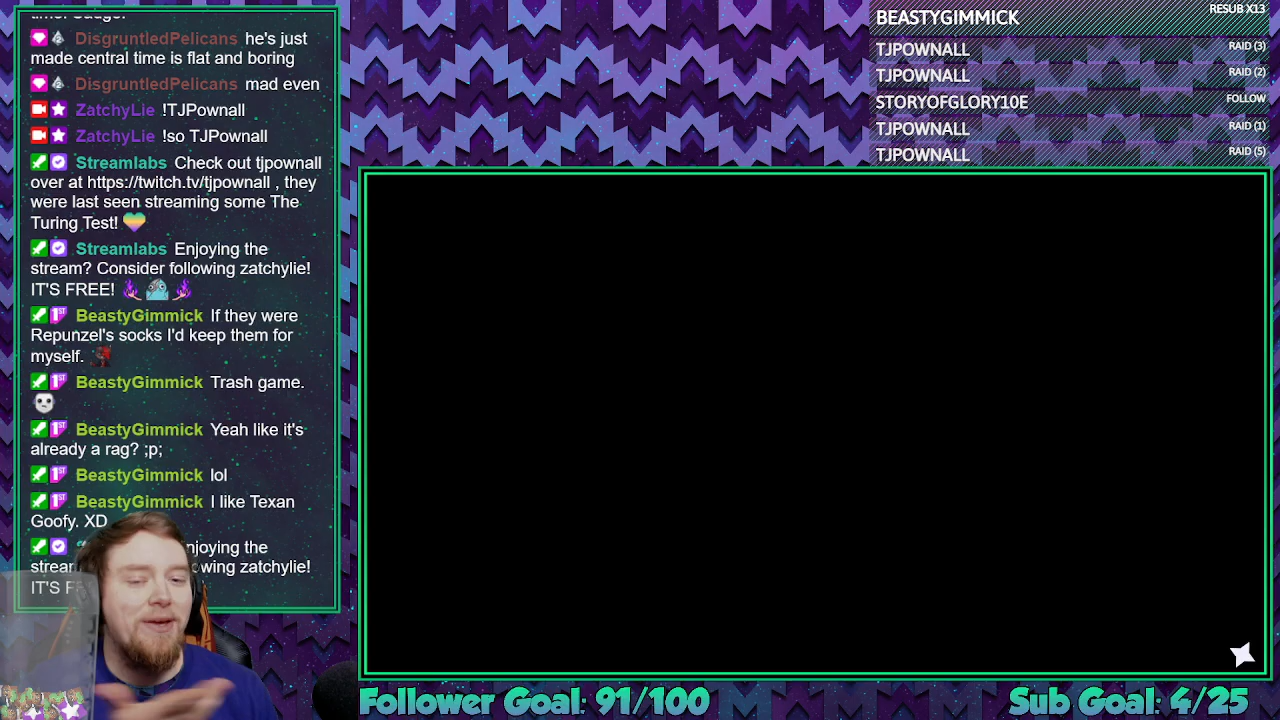 DisgruntledPelicans he's just
made central time is flat and boring
DisgruntledPelicans mad even
ZatchyLie !TJPownall
ZatchyLie !so TJPownall
Streamlabs Check out tjpownall
over at https://twitch.tv/tjpownall , they
were last seen streaming some The
Turing Test!
Streamlabs Enjoying the
stream? Consider following zatchylie!
IT'S FREE!
BeastyGimmick If they were
Repunzel's socks I'd keep them for
myself.
BeastyGimmick Trash game.
BeastyGimmick Yeah like it's
already a rag? ;p;
BeastyGimmick lol
BeastyGimmick I like Texan
Goofy. XD
njoying the
strea wing zatchylie!
IT'S F
BEASTYGIMMICK RESUB X13
TJPOWNALL RAID (3)
TJPOWNALL RAID (2)
STORYOFGLORY10E FOLLOW
TJPOWNALL RAID (1)
TJPOWNALL RAID (5)
Follower Goal: 91/100
Sub Goal: 4/25